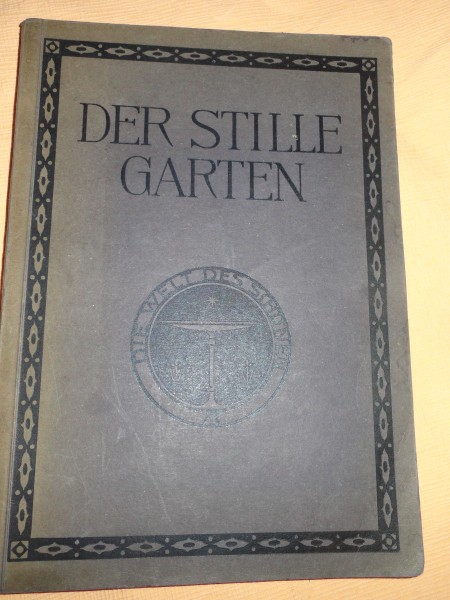 DER STILLE
GARTEN
DIE WELT DES SCHÖNEN